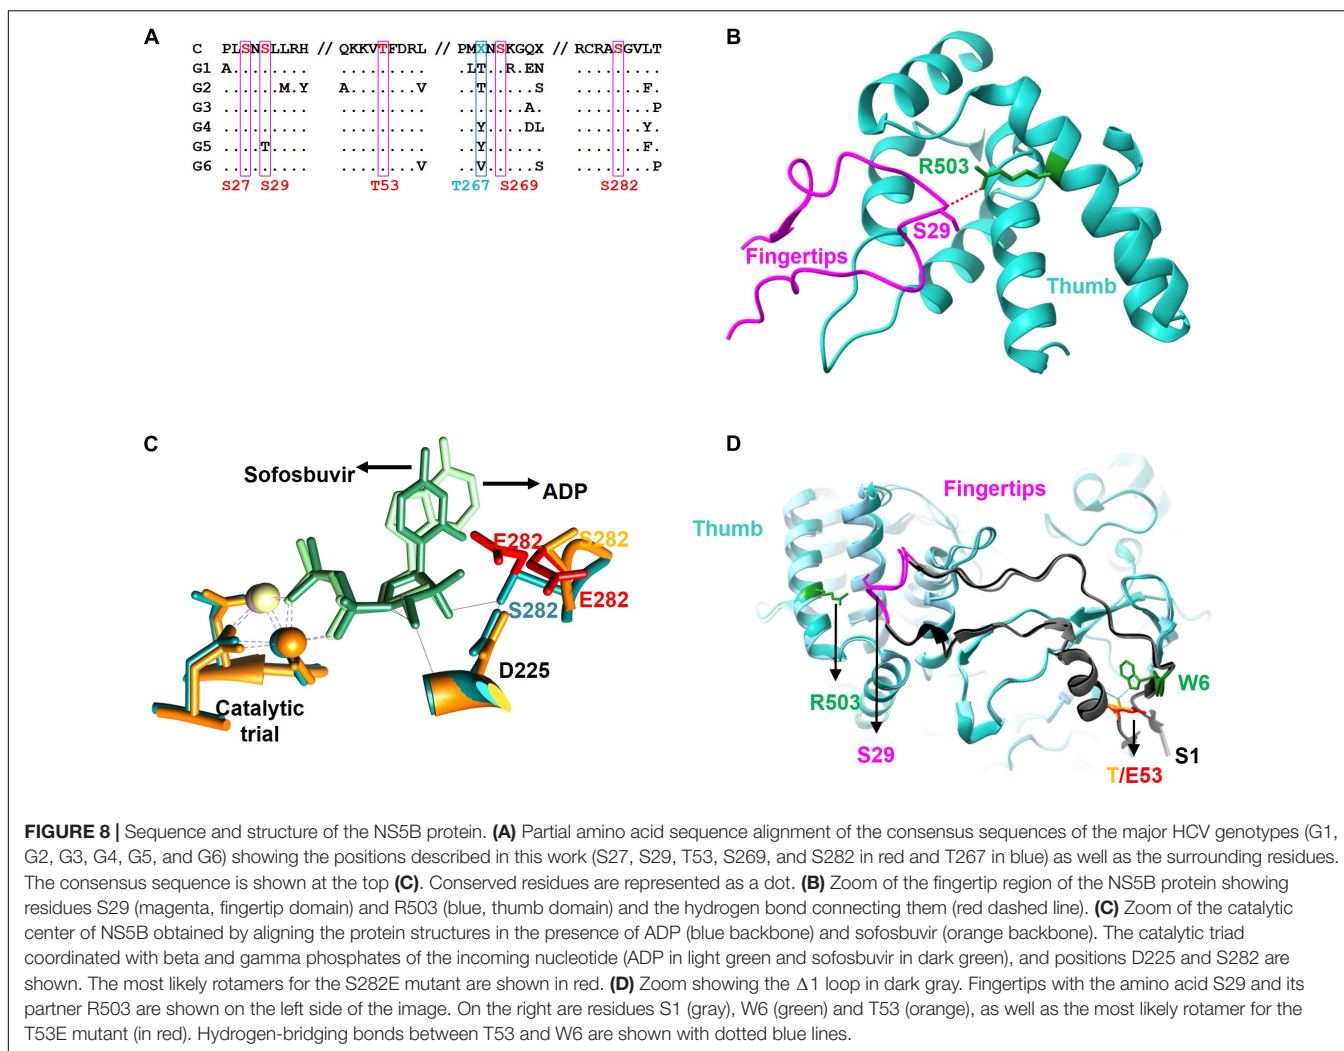 A
C PLSNSLLRH // QKKVTFDRL // PMXNSKGQX // RCRASGVLT
G1 A........ ......... ..LT..R.EN .........
G2 ......M.Y A.......V ...T.....S .......F.
G3 ......... ......... .......A. ........P
G4 ......... ......... ..Y....DL .......Y.
G5 ....T.... ......... ..Y...... .......F.
G6 ......... ........V ..V.....S ........P
S27 S29 T53 T267 S269 S282
B
R503
S29
Fingertips
Thumb
C
Sofosbuvir
ADP
E282 S282
E282
S282
D225
Catalytic
trial
D
Fingertips
Thumb
R503
W6
S29
S1
T/E53
FIGURE 8 | Sequence and structure of the NS5B protein. (A) Partial amino acid sequence alignment of the consensus sequences of the major HCV genotypes (G1,
G2, G3, G4, G5, and G6) showing the positions described in this work (S27, S29, T53, S269, and S282 in red and T267 in blue) as well as the surrounding residues.
The consensus sequence is shown at the top (C). Conserved residues are represented as a dot. (B) Zoom of the fingertip region of the NS5B protein showing
residues S29 (magenta, fingertip domain) and R503 (blue, thumb domain) and the hydrogen bond connecting them (red dashed line). (C) Zoom of the catalytic
center of NS5B obtained by aligning the protein structures in the presence of ADP (blue backbone) and sofosbuvir (orange backbone). The catalytic triad
coordinated with beta and gamma phosphates of the incoming nucleotide (ADP in light green and sofosbuvir in dark green), and positions D225 and S282 are
shown. The most likely rotamers for the S282E mutant are shown in red. (D) Zoom showing the Δ1 loop in dark gray. Fingertips with the amino acid S29 and its
partner R503 are shown on the left side of the image. On the right are residues S1 (gray), W6 (green) and T53 (orange), as well as the most likely rotamer for the
T53E mutant (in red). Hydrogen-bridging bonds between T53 and W6 are shown with dotted blue lines.